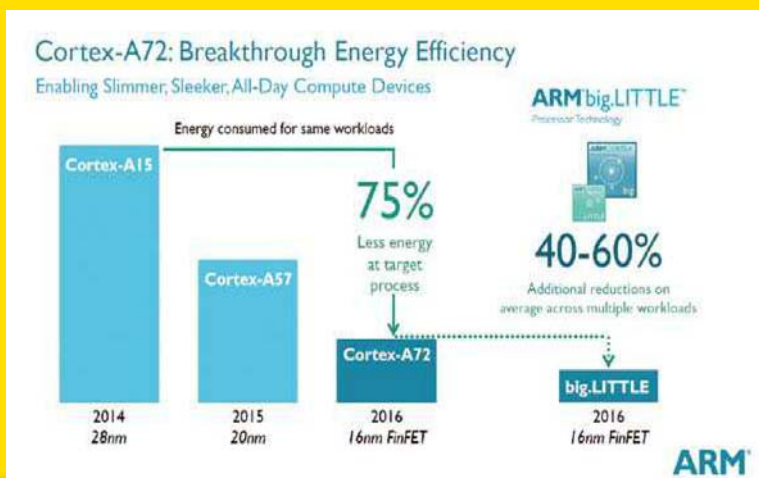 Cortex-A72: Breakthrough Energy Efficiency
Enabling Slimmer, Sleeker, All-Day Compute Devices
ARM big.LITTLE™
Processor Technology
Energy consumed for same workloads
Cortex-A15
75%
Less energy
at target
process
big
LITTLE
40-60%
Additional reductions on
average across multiple workloads
Cortex-A57
Cortex-A72
big.LITTLE
2014
28nm
2015
20nm
2016
16nm FinFET
2016
16nm FinFET
ARM®